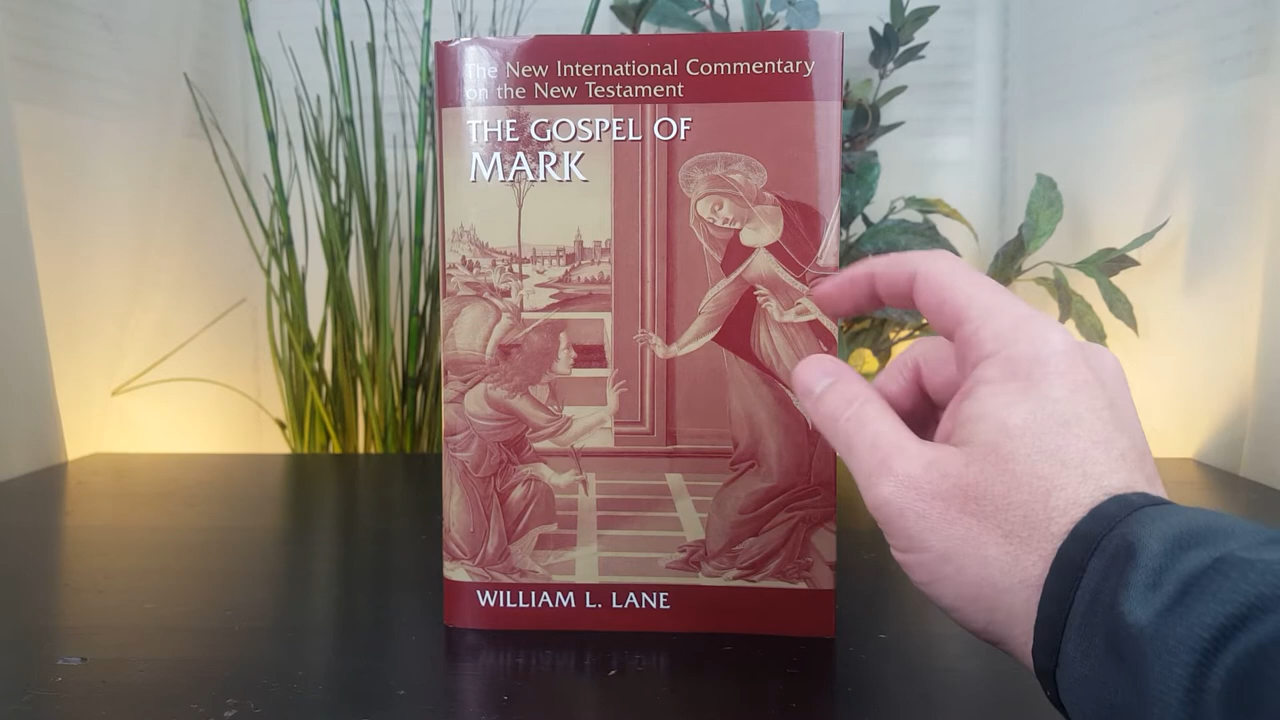 The New International Commentary
on the New Testament
THE GOSPEL OF
MARK
WILLIAM L. LANE